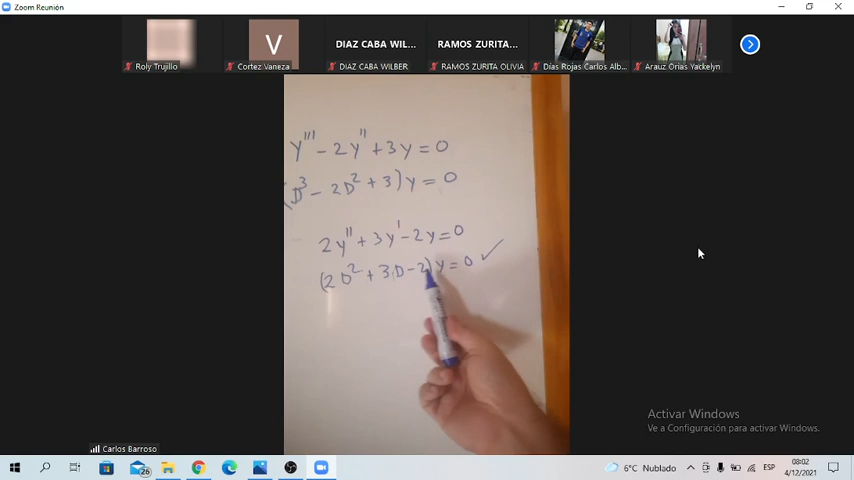 Zoom Reunión
V
DIAZ CABA WIL...
RAMOS ZURITA...
Roly Trujillo
Cortez Vaneza
DIAZ CABA WILBER
RAMOS ZURITA OLIVIA
Días Rojas Carlos Alb...
Arauz Orias Yackelyn
y''' - 2y'' + 3y = 0
(D³ - 2D² + 3)y = 0
2y'' + 3y' - 2y = 0
(2D² + 3D - 2)y = 0 ✓
Activar Windows
Ve a Configuración para activar Windows.
Carlos Barroso
26
6°C Nublado
ESP
08:02
4/12/2021